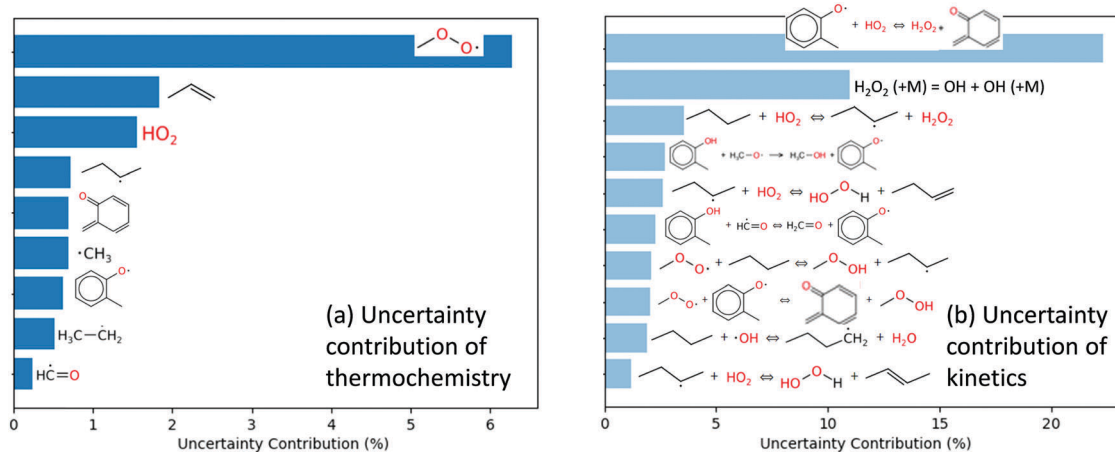 O O·
HO₂
O
·CH₃
O·
H₃C–ĊH₂
HĊ=O
(a) Uncertainty
contribution of
thermochemistry
0 1 2 3 4 5 6
Uncertainty Contribution (%)
O· + HO₂ ⇔ H₂O₂ + O
H₂O₂ (+M) = OH + OH (+M)
+ HO₂ ⇔ + H₂O₂
OH + H₃C–O· → H₃C–OH + O·
+ HO₂ ⇔ HO O H +
OH + HĊ=O ⇔ H₂C=O + O·
O O· + ⇔ O OH +
O O· + O· ⇔ O + O OH
+ ·OH ⇔ ĊH₂ + H₂O
+ HO₂ ⇔ HO O H +
(b) Uncertainty
contribution of
kinetics
0 5 10 15 20
Uncertainty Contribution (%)